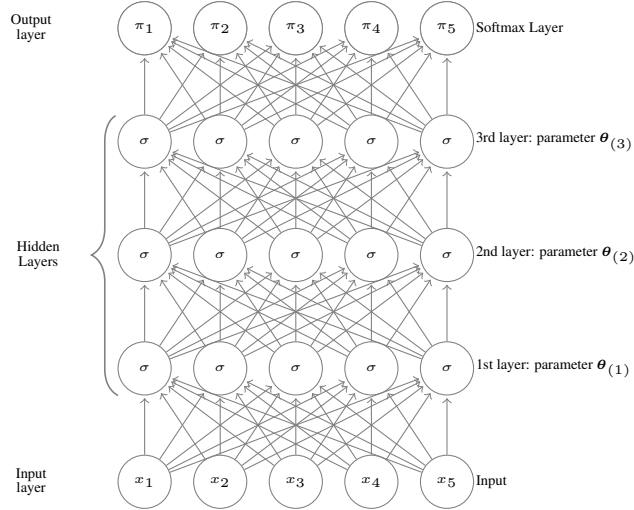 Output
layer
π₁ π₂ π₃ π₄ π₅ Softmax Layer
σ σ σ σ σ 3rd layer: parameter θ₍₃₎
Hidden
Layers
σ σ σ σ σ 2nd layer: parameter θ₍₂₎
σ σ σ σ σ 1st layer: parameter θ₍₁₎
Input
layer
x₁ x₂ x₃ x₄ x₅ Input